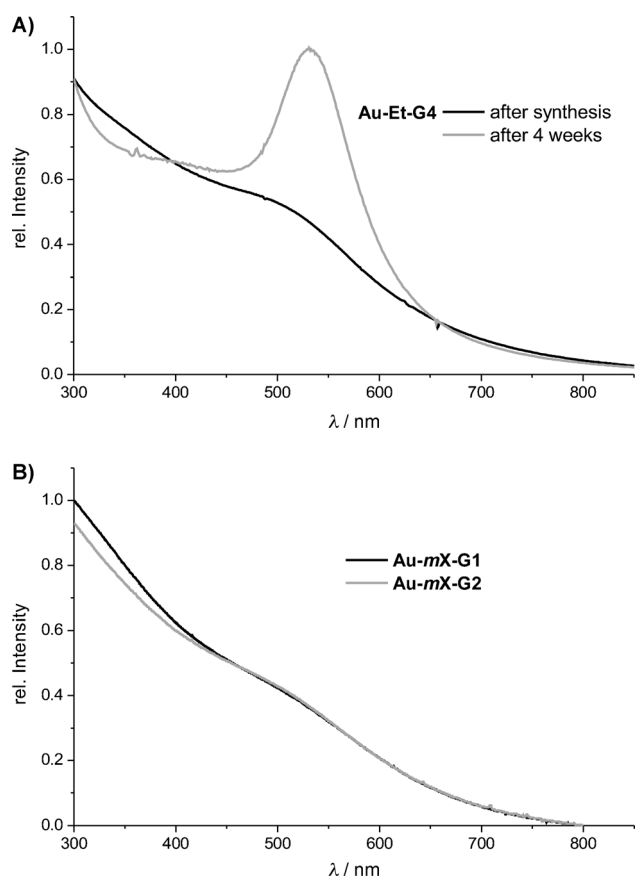 A)
1.0
0.8
0.6
0.4
0.2
0.0
rel. Intensity
Au-Et-G4
after synthesis
after 4 weeks
300 400 500 600 700 800
λ / nm
B)
1.0
0.8
0.6
0.4
0.2
0.0
rel. Intensity
Au-mX-G1
Au-mX-G2
300 400 500 600 700 800
λ / nm